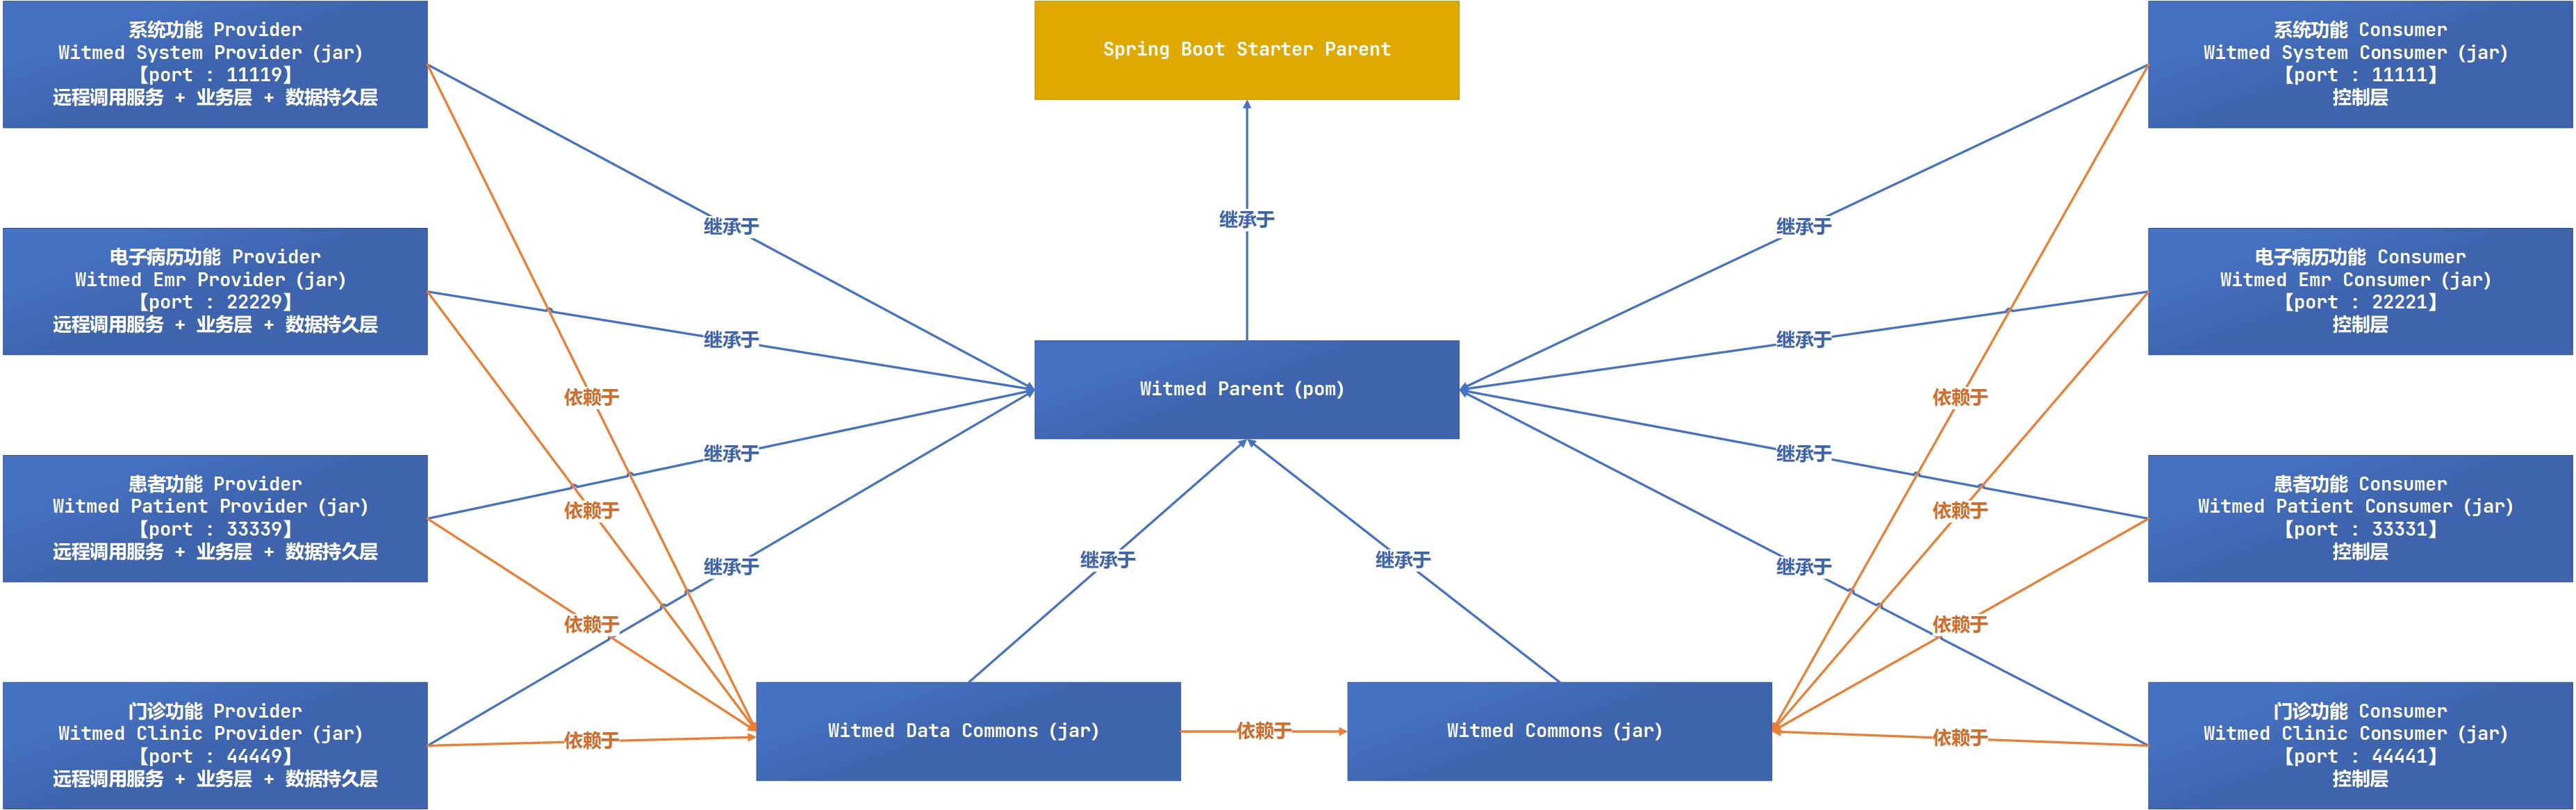 系统功能 Provider
Witmed System Provider (jar)
【port : 11119】
远程调用服务 + 业务层 + 数据持久层
Spring Boot Starter Parent
系统功能 Consumer
Witmed System Consumer (jar)
【port : 11111】
控制层
继承于
继承于
继承于
电子病历功能 Provider
Witmed Emr Provider (jar)
【port : 22229】
远程调用服务 + 业务层 + 数据持久层
电子病历功能 Consumer
Witmed Emr Consumer (jar)
【port : 22221】
控制层
继承于
继承于
依赖于
Witmed Parent (pom)
依赖于
继承于
继承于
患者功能 Provider
Witmed Patient Provider (jar)
【port : 33339】
远程调用服务 + 业务层 + 数据持久层
依赖于
依赖于
患者功能 Consumer
Witmed Patient Consumer (jar)
【port : 33331】
控制层
继承于
继承于
继承于
继承于
依赖于
依赖于
门诊功能 Provider
Witmed Clinic Provider (jar)
【port : 44449】
远程调用服务 + 业务层 + 数据持久层
依赖于
Witmed Data Commons (jar)
依赖于
Witmed Commons (jar)
依赖于
门诊功能 Consumer
Witmed Clinic Consumer (jar)
【port : 44441】
控制层